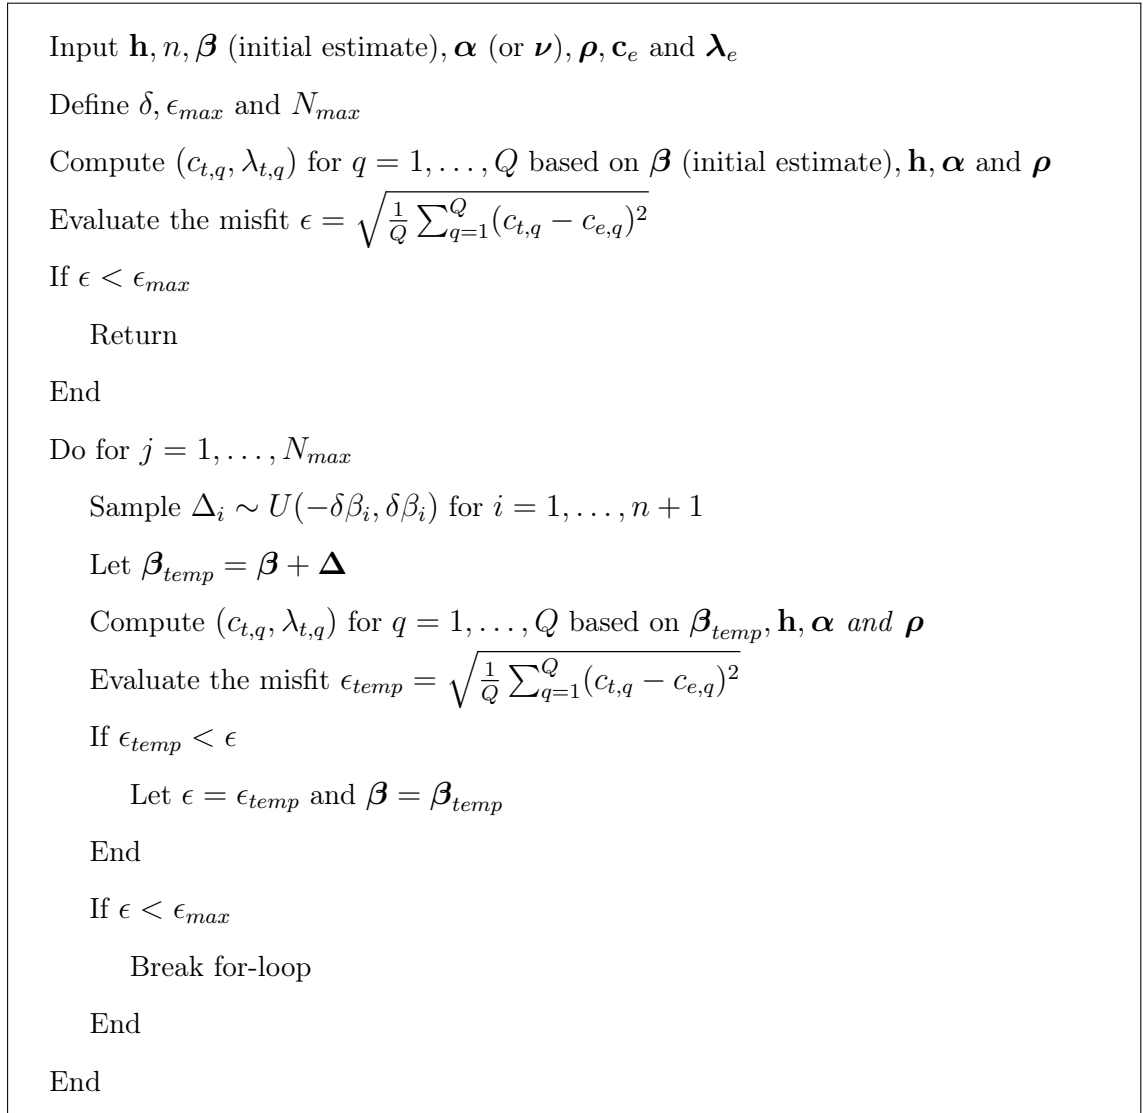 Input h, n, β (initial estimate), α (or ν), ρ, c_e and λ_e
Define δ, ϵ_max and N_max
Compute (c_{t,q}, λ_{t,q}) for q = 1, . . . , Q based on β (initial estimate), h, α and ρ
Evaluate the misfit ϵ = √(1/Q ∑_{q=1}^{Q} (c_{t,q} − c_{e,q})²)
If ϵ < ϵ_max
Return
End
Do for j = 1, . . . , N_max
Sample Δ_i ∼ U(−δβ_i, δβ_i) for i = 1, . . . , n + 1
Let β_temp = β + Δ
Compute (c_{t,q}, λ_{t,q}) for q = 1, . . . , Q based on β_temp, h, α and ρ
Evaluate the misfit ϵ_temp = √(1/Q ∑_{q=1}^{Q} (c_{t,q} − c_{e,q})²)
If ϵ_temp < ϵ
Let ϵ = ϵ_temp and β = β_temp
End
If ϵ < ϵ_max
Break for-loop
End
End